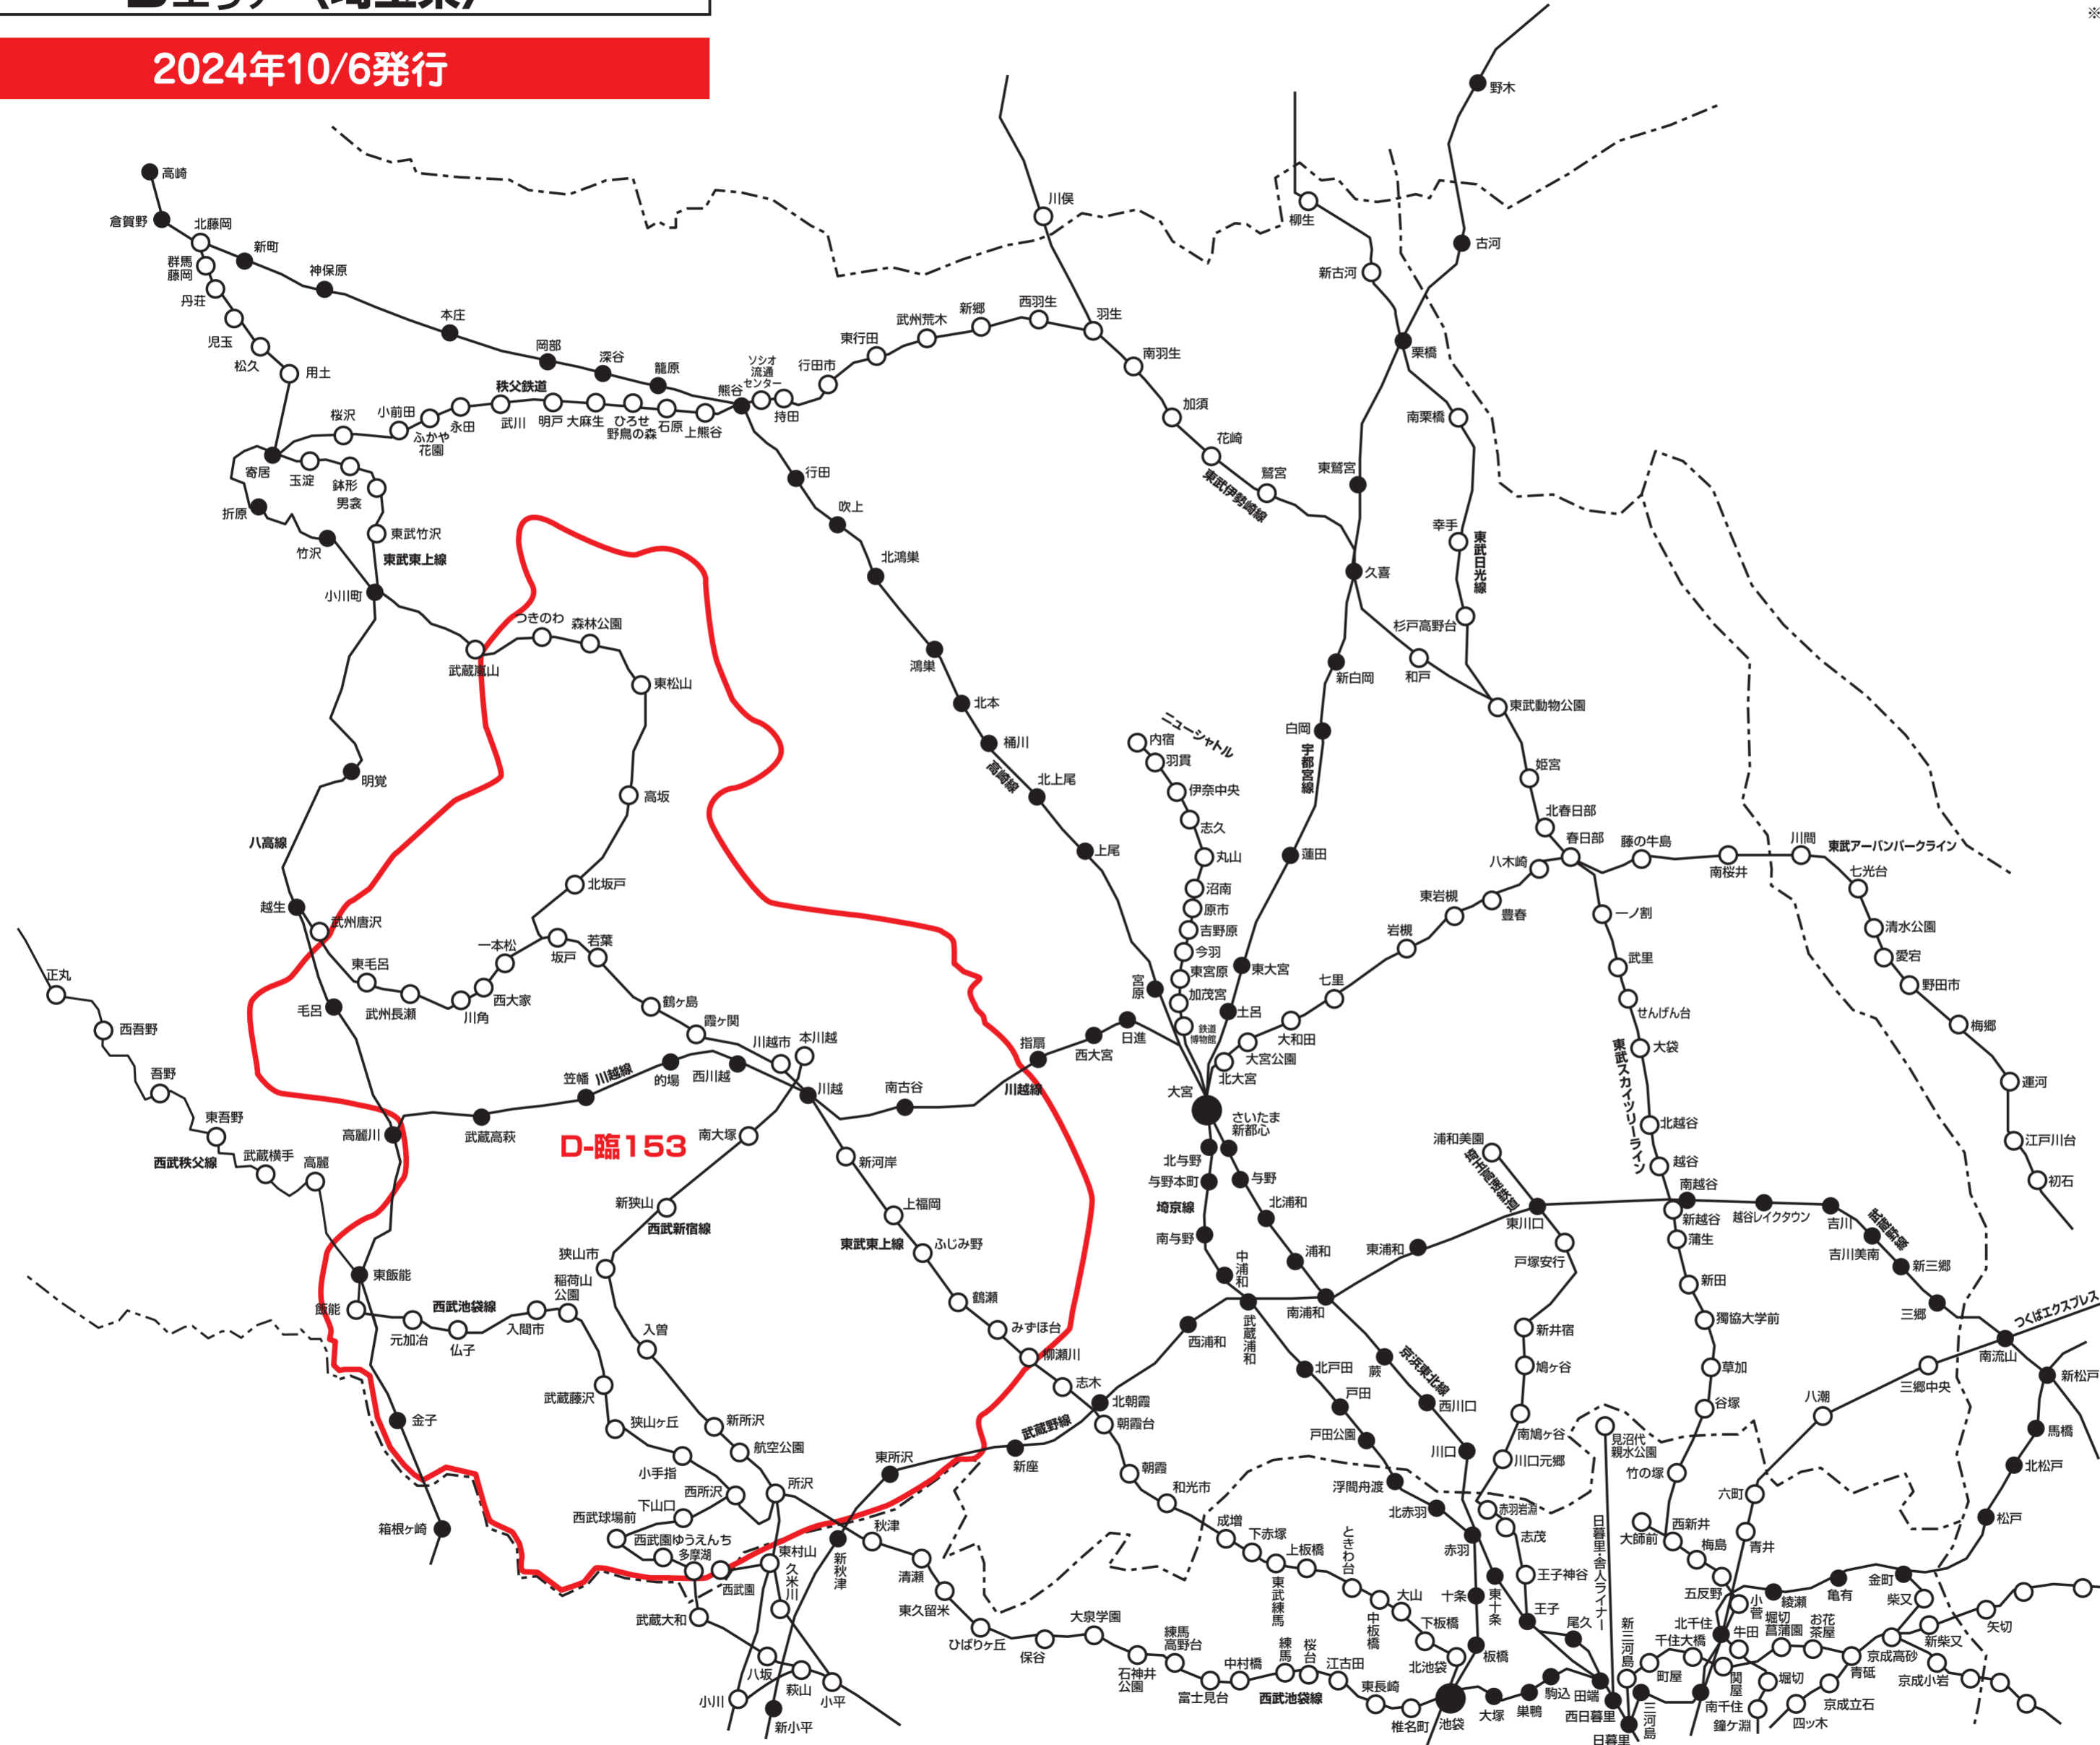 Dエリア(埼玉県)
※
2024年10/6発行
野木
高崎
倉賀野
北藤岡
新町
群馬
藤岡
神保原
丹荘
本庄
児玉
松久
用土
岡部
深谷
籠原
熊谷
ソシオ
流通
センター
持田
行田市
東行田
武州荒木
新郷
西羽生
川俣
羽生
南羽生
加須
花崎
鷲宮
東武伊勢崎線
柳生
新古河
古河
栗橋
南栗橋
東鷲宮
幸手
東武日光線
久喜
杉戸高野台
和戸
新白岡
白岡
宇都宮線
東武動物公園
姫宮
北春日部
春日部
秩父鉄道
桜沢
小前田
ふかや
花園
永田
武川
明戸
大麻生
ひろせ
野鳥の森
石原
上熊谷
寄居
玉淀
鉢形
男衾
折原
竹沢
東武竹沢
東武東上線
小川町
行田
吹上
北鴻巣
鴻巣
北本
桶川
高崎線
北上尾
上尾
宮原
武蔵嵐山
つきのわ
森林公園
東松山
高坂
北坂戸
明覚
八高線
越生
武州唐沢
東毛呂
武州長瀬
川角
西大家
一本松
坂戸
若葉
鶴ヶ島
霞ヶ関
川越市
本川越
毛呂
内宿
ニューシャトル
羽貫
伊奈中央
志久
丸山
沼南
原市
吉野原
今羽
東宮原
加茂宮
鉄道
博物館
蓮田
東大宮
土呂
大和田
大宮公園
北大宮
七里
岩槻
東岩槻
豊春
八木崎
藤の牛島
南桜井
川間
東武アーバンパークライン
七光台
清水公園
愛宕
野田市
梅郷
運河
江戸川台
初石
一ノ割
武里
せんげん台
大袋
東武スカイツリーライン
北越谷
越谷
正丸
西吾野
吾野
東吾野
武蔵横手
高麗
西武秩父線
高麗川
武蔵高萩
笠幡
川越線
的場
西川越
川越
南古谷
川越線
指扇
西大宮
日進
大宮
さいたま
新都心
北与野
与野本町
与野
埼京線
北浦和
南与野
浦和
中浦和
D-臨153
南大塚
新河岸
新狭山
西武新宿線
上福岡
狭山市
東武東上線
ふじみ野
稲荷山
公園
鶴瀬
みずほ台
柳瀬川
志木
北朝霞
朝霞台
東飯能
飯能
西武池袋線
元加治
仏子
入間市
入曽
武蔵藤沢
金子
狭山ヶ丘
新所沢
航空公園
小手指
所沢
西所沢
下山口
西武球場前
西武園ゆうえんち
多摩湖
西武園
東村山
久米川
箱根ヶ崎
武蔵大和
八坂
萩山
小平
小川
新小平
東所沢
武蔵野線
新座
新秋津
秋津
清瀬
東久留米
ひばりヶ丘
保谷
大泉学園
石神井
公園
練馬
高野台
富士見台
中村橋
練馬
桜台
西武池袋線
江古田
東長崎
椎名町
池袋
朝霞
和光市
成増
下赤塚
東武練馬
上板橋
ときわ台
中板橋
大山
下板橋
北池袋
板橋
十条
大塚
巣鴨
駒込
田端
西日暮里
日暮里
三河島
新三河島
町屋
千住大橋
関屋
南千住
北千住
牛田
堀切
鐘ケ淵
堀切
菖蒲園
お花
茶屋
青砥
京成立石
四ッ木
京成高砂
京成小岩
新柴又
矢切
柴又
金町
亀有
綾瀬
小菅
五反野
梅島
西新井
大師前
竹の塚
谷塚
草加
獨協大学前
新田
蒲生
新越谷
南越谷
越谷レイクタウン
吉川
武蔵野線
吉川美南
新三郷
三郷
つくばエクスプレス
南流山
新松戸
三郷中央
八潮
六町
青井
馬橋
北松戸
松戸
浦和美園
埼玉高速鉄道
東川口
戸塚安行
新井宿
鳩ヶ谷
南鳩ヶ谷
川口元郷
赤羽岩淵
志茂
王子神谷
王子
尾久
東十条
赤羽
東浦和
南浦和
武蔵浦和
西浦和
北戸田
戸田
戸田公園
浮間舟渡
北赤羽
蕨
京浜東北線
西川口
川口
見沼代
親水公園
日暮里・舎人ライナー